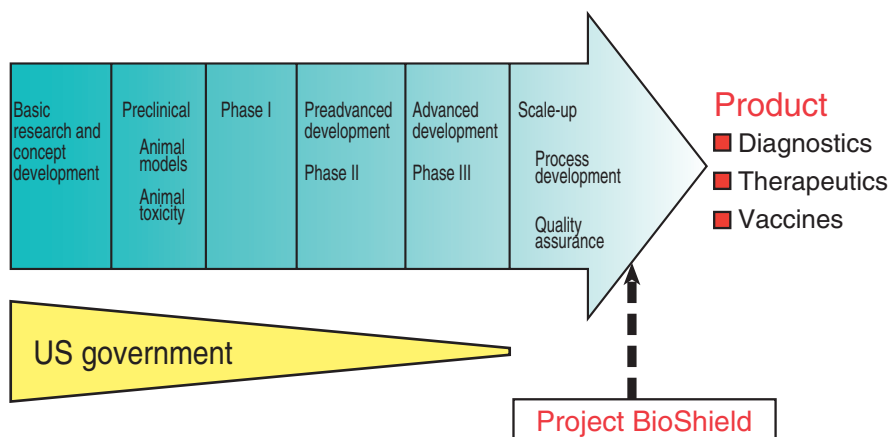 Basic
research and
concept
development
Preclinical
Animal
models
Animal
toxicity
Phase I
Preadvanced
development
Phase II
Advanced
development
Phase III
Scale-up
Process
development
Quality
assurance
Product
Diagnostics
Therapeutics
Vaccines
US government
Project BioShield